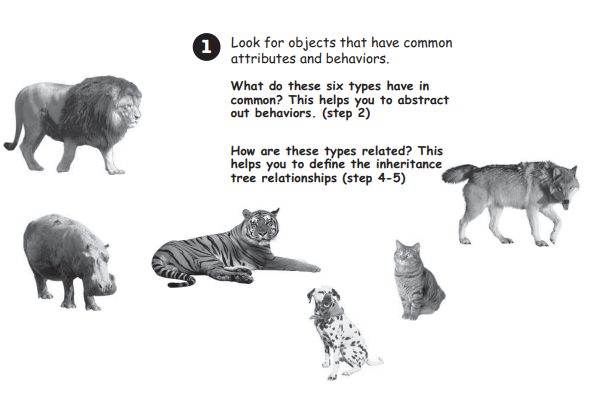 1
Look for objects that have common
attributes and behaviors.
What do these six types have in
common? This helps you to abstract
out behaviors. (step 2)
How are these types related? This
helps you to define the inheritance
tree relationships (step 4-5)